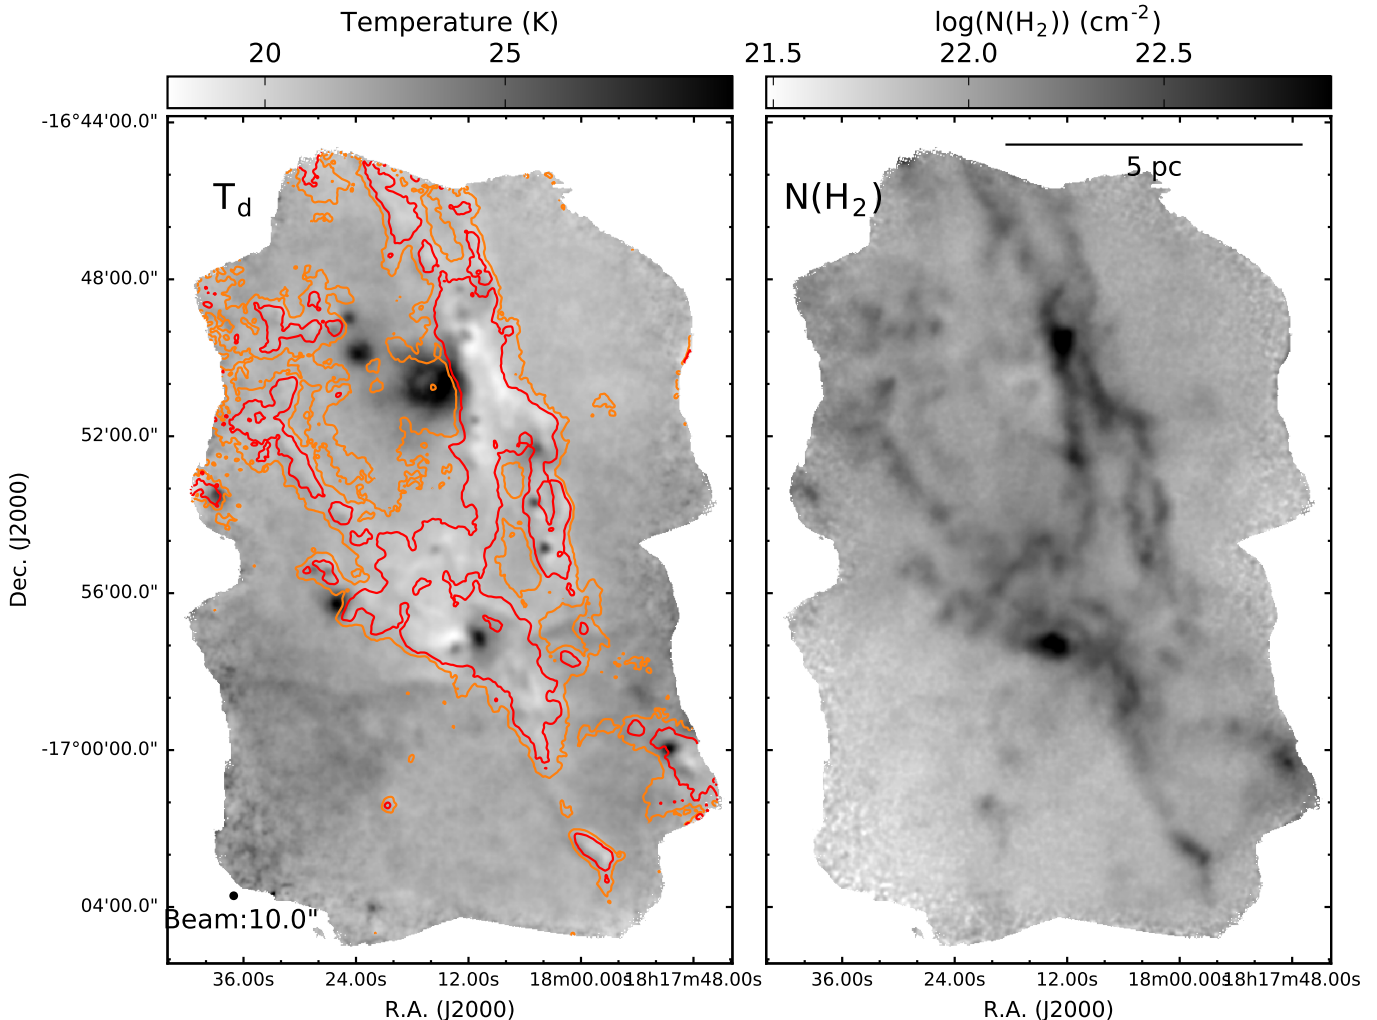 Temperature (K)
20 25
log(N(H2)) (cm-2)
21.5 22.0 22.5
-16°44'00.0"
48'00.0"
52'00.0"
56'00.0"
-17°00'00.0"
04'00.0"
Dec. (J2000)
Td
Beam:10.0"
N(H2)
5 pc
36.00s 24.00s 12.00s 18m00.00s 18h17m48.00s
R.A. (J2000)
36.00s 24.00s 12.00s 18m00.00s 18h17m48.00s
R.A. (J2000)